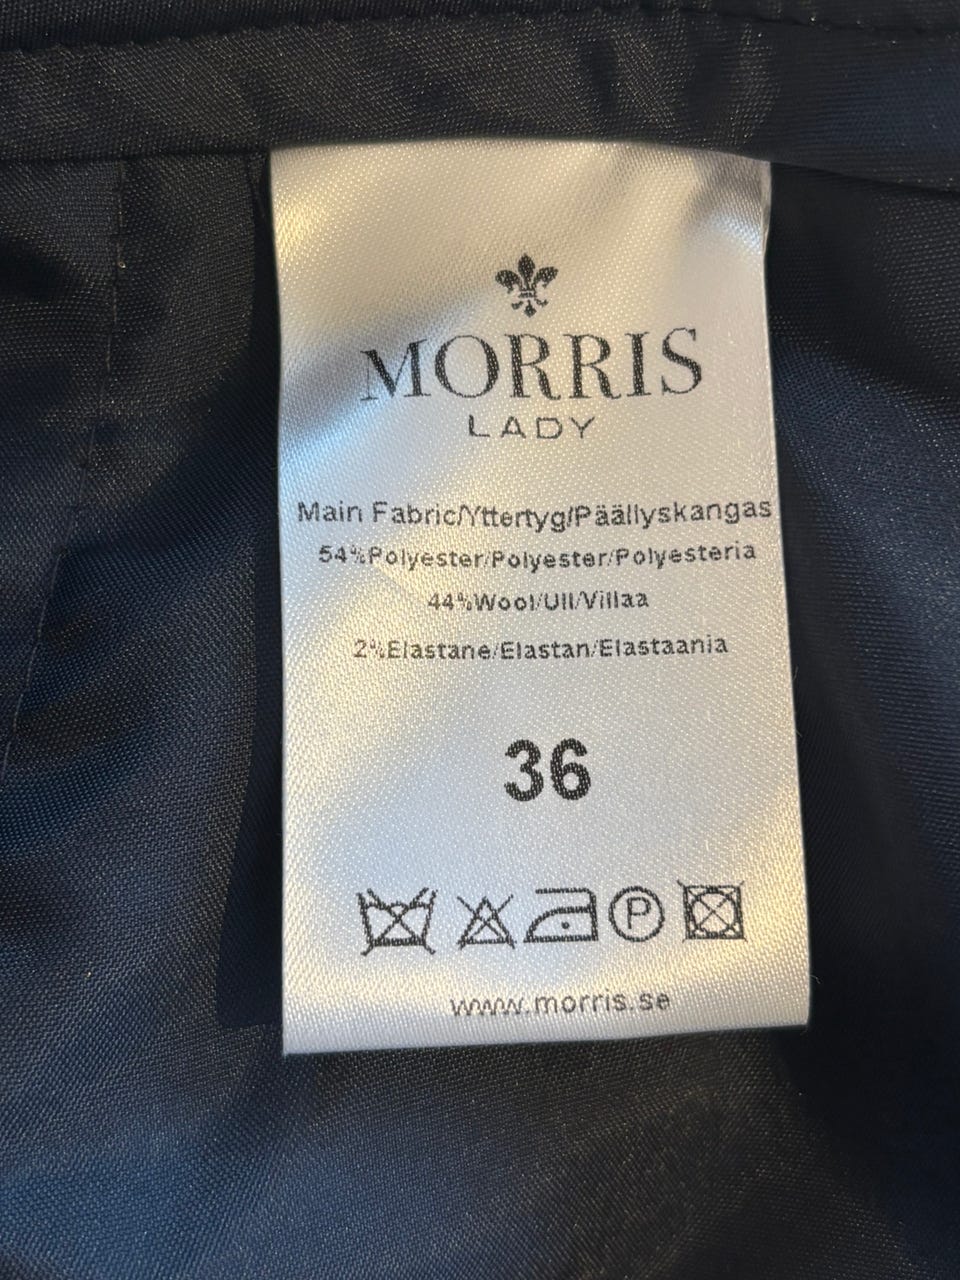 MORRIS
LADY
Main Fabric/Yttertyg/Päällyskangas
54%Polyester/Polyester/Polyesteria
44%Wool/Ull/Villaa
2%Elastane/Elastan/Elastaania
36
P
www.morris.se